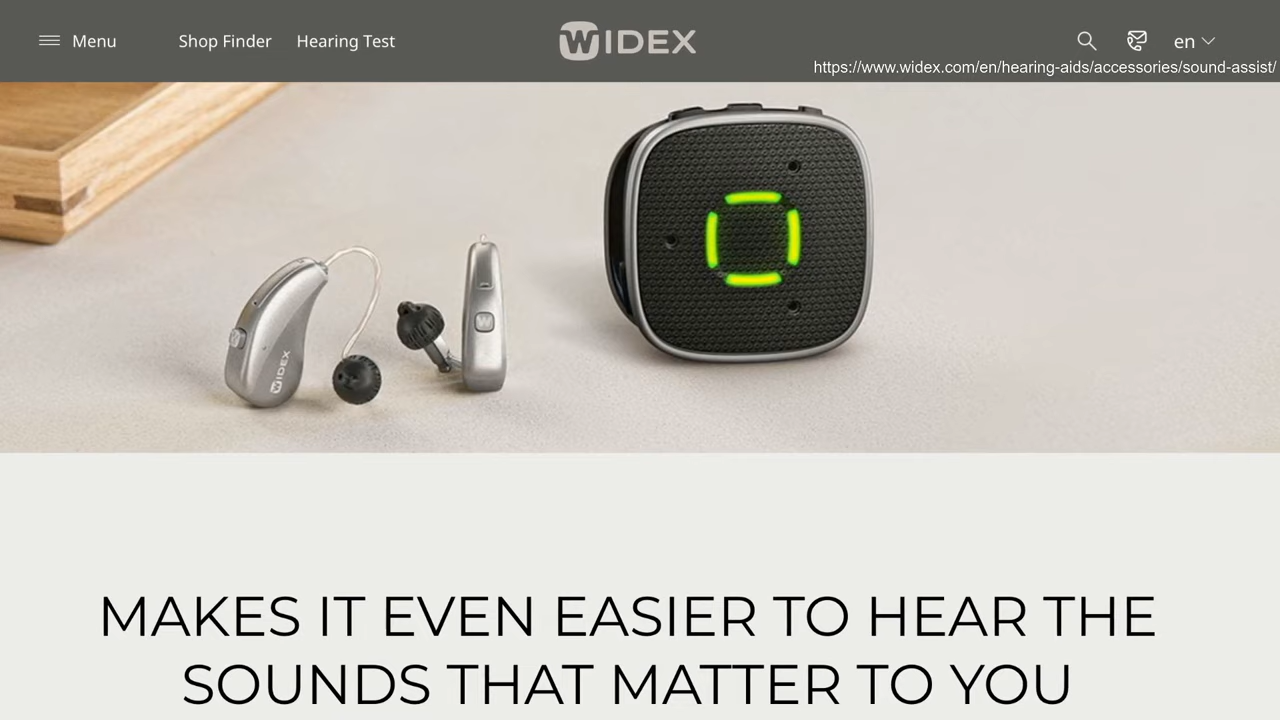 Menu
Shop Finder
Hearing Test
WIDEX
en
https://www.widex.com/en/hearing-aids/accessories/sound-assist/
WIDEX
W
W
MAKES IT EVEN EASIER TO HEAR THE
SOUNDS THAT MATTER TO YOU